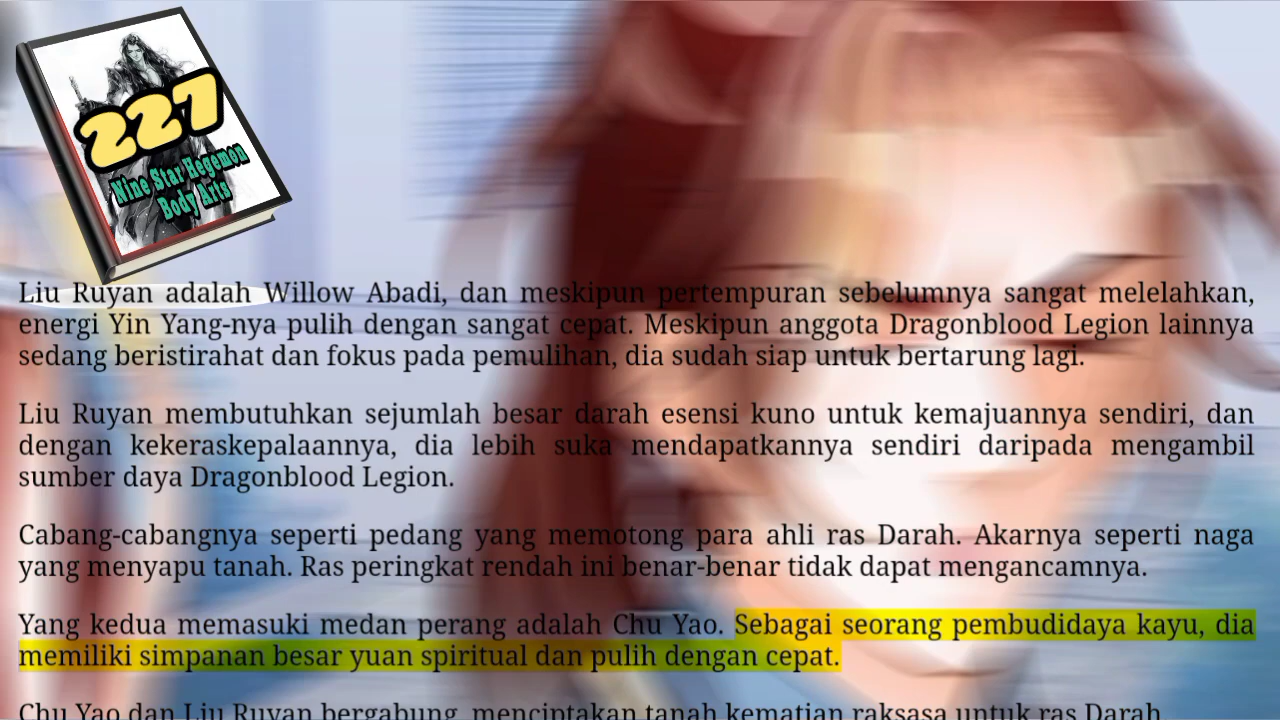 227
Nine Star Hegemon
Body Arts
Liu Ruyan adalah Willow Abadi, dan meskipun pertempuran sebelumnya sangat melelahkan,
energi Yin Yang-nya pulih dengan sangat cepat. Meskipun anggota Dragonblood Legion lainnya
sedang beristirahat dan fokus pada pemulihan, dia sudah siap untuk bertarung lagi.
Liu Ruyan membutuhkan sejumlah besar darah esensi kuno untuk kemajuannya sendiri, dan
dengan kekeraskepalaannya, dia lebih suka mendapatkannya sendiri daripada mengambil
sumber daya Dragonblood Legion.
Cabang-cabangnya seperti pedang yang memotong para ahli ras Darah. Akarnya seperti naga
yang menyapu tanah. Ras peringkat rendah ini benar-benar tidak dapat mengancamnya.
Yang kedua memasuki medan perang adalah Chu Yao. Sebagai seorang pembudidaya kayu, dia
memiliki simpanan besar yuan spiritual dan pulih dengan cepat.
Chu Yao dan Liu Ruyan bergabung, menciptakan tanah kematian raksasa untuk ras Darah.